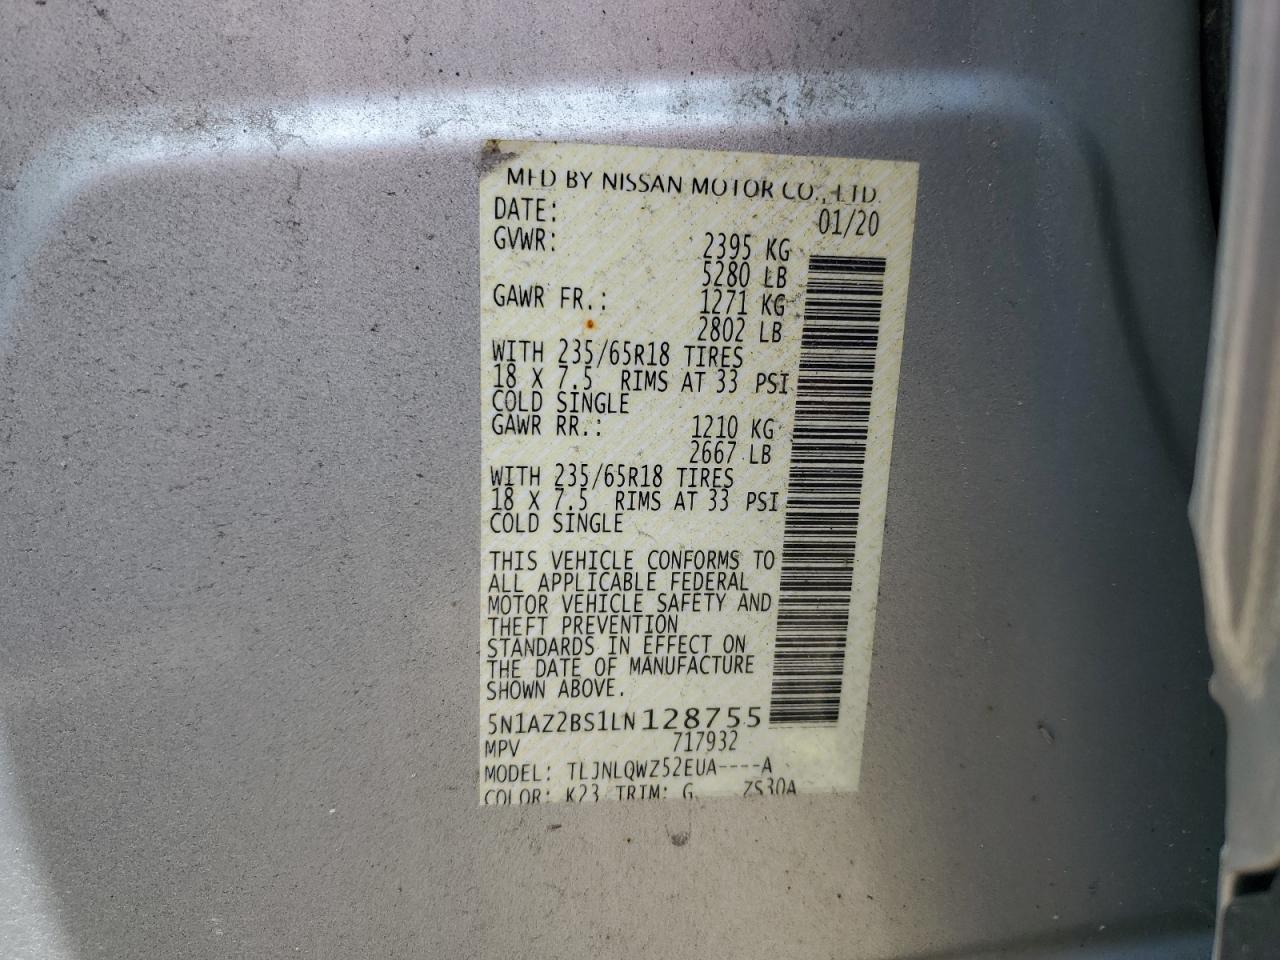 MFD BY NISSAN MOTOR CO., LTD.
DATE: 01/20
GVWR: 2395 KG
5280 LB
GAWR FR.: 1271 KG
2802 LB
WITH 235/65R18 TIRES
18 X 7.5 RIMS AT 33 PSI
COLD SINGLE
GAWR RR.: 1210 KG
2667 LB
WITH 235/65R18 TIRES
18 X 7.5 RIMS AT 33 PSI
COLD SINGLE
THIS VEHICLE CONFORMS TO
ALL APPLICABLE FEDERAL
MOTOR VEHICLE SAFETY AND
THEFT PREVENTION
STANDARDS IN EFFECT ON
THE DATE OF MANUFACTURE
SHOWN ABOVE.
5N1AZ2BS1LN128755
MPV 717932
MODEL: TLJNLQWZ52EUA----A
COLOR: K23 TRIM: G ZS30A